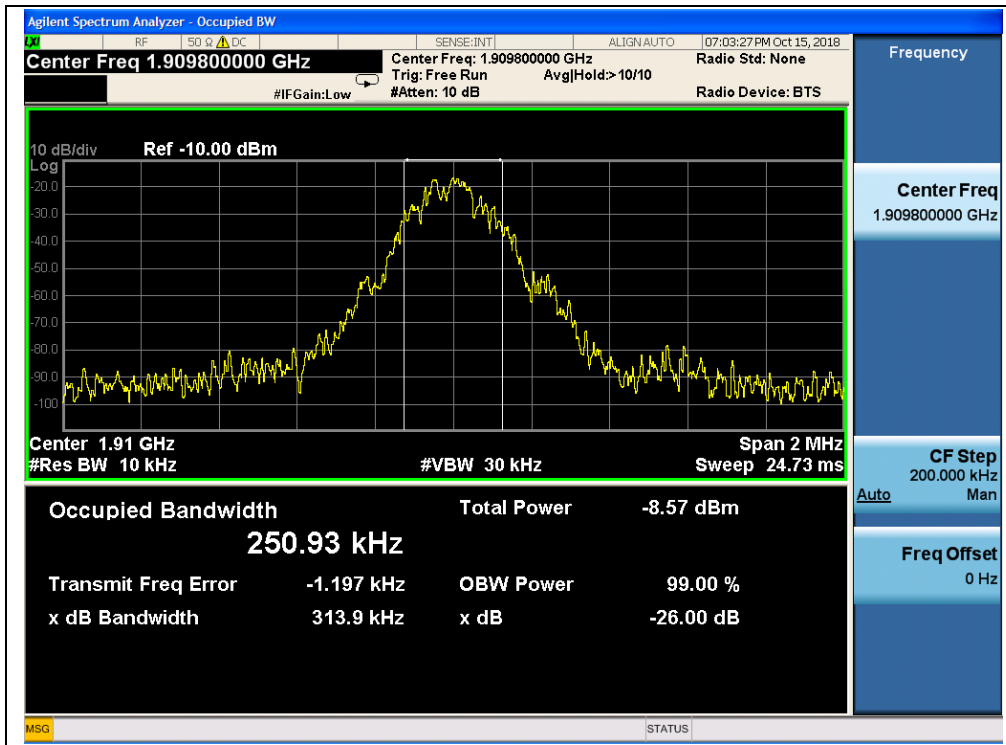 Agilent Spectrum Analyzer - Occupied BW
LXI RF 50 Ω DC SENSE:INT ALIGN AUTO 07:03:27 PM Oct 15, 2018
Center Freq 1.909800000 GHz
Center Freq: 1.909800000 GHz Radio Std: None
Trig: Free Run Avg|Hold:>10/10
#IFGain:Low #Atten: 10 dB Radio Device: BTS
10 dB/div Ref -10.00 dBm
Log
-20.0
-30.0
-40.0
-50.0
-60.0
-70.0
-80.0
-90.0
-100
Center 1.91 GHz Span 2 MHz
#Res BW 10 kHz #VBW 30 kHz Sweep 24.73 ms
Occupied Bandwidth Total Power -8.57 dBm
250.93 kHz
Transmit Freq Error -1.197 kHz OBW Power 99.00 %
x dB Bandwidth 313.9 kHz x dB -26.00 dB
Frequency
Center Freq
1.909800000 GHz
CF Step
200.000 kHz
Auto Man
Freq Offset
0 Hz
MSG STATUS